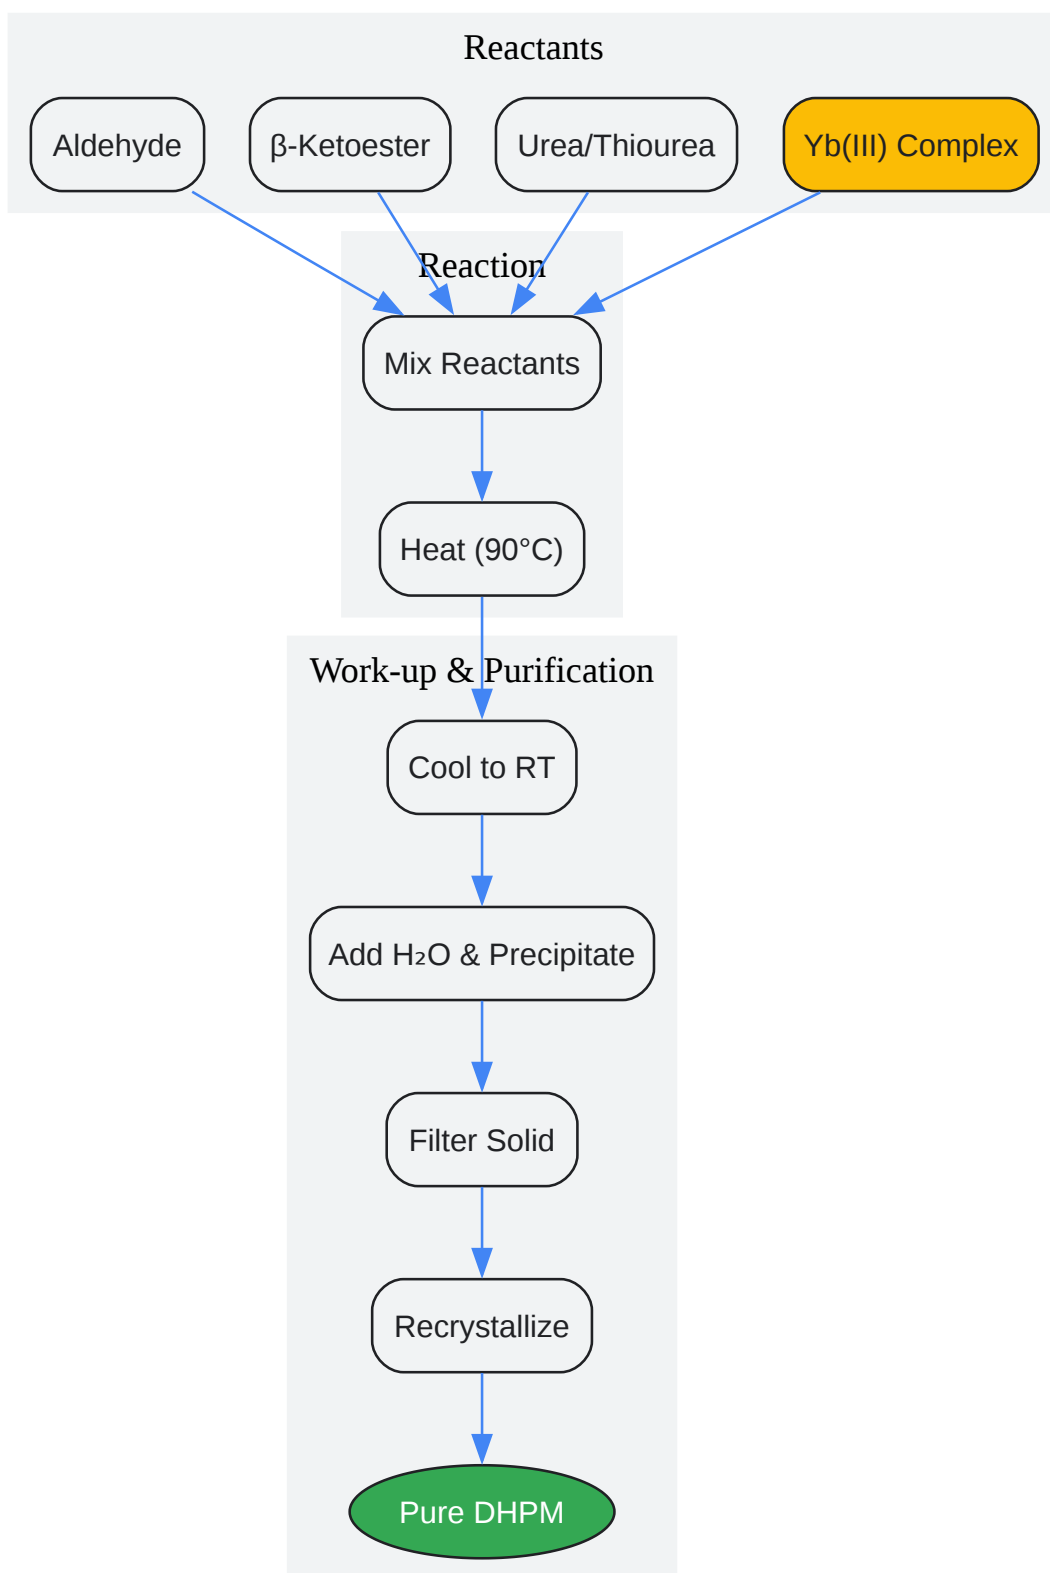 Reactants
Aldehyde
β-Ketoester
Urea/Thiourea
Yb(III) Complex
Reaction
Mix Reactants
Heat (90°C)
Work-up & Purification
Cool to RT
Add H₂O & Precipitate
Filter Solid
Recrystallize
Pure DHPM